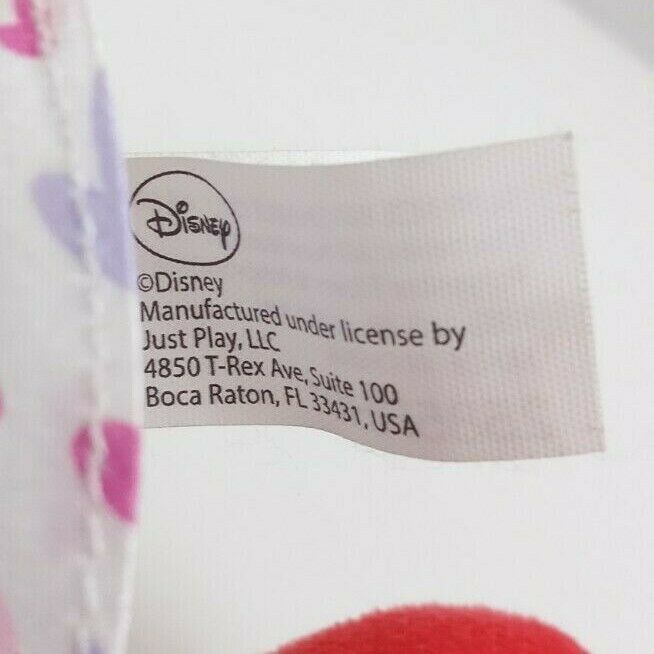 Disney
©Disney
Manufactured under license by
Just Play, LLC
4850 T-Rex Ave, Suite 100
Boca Raton, FL 33431, USA